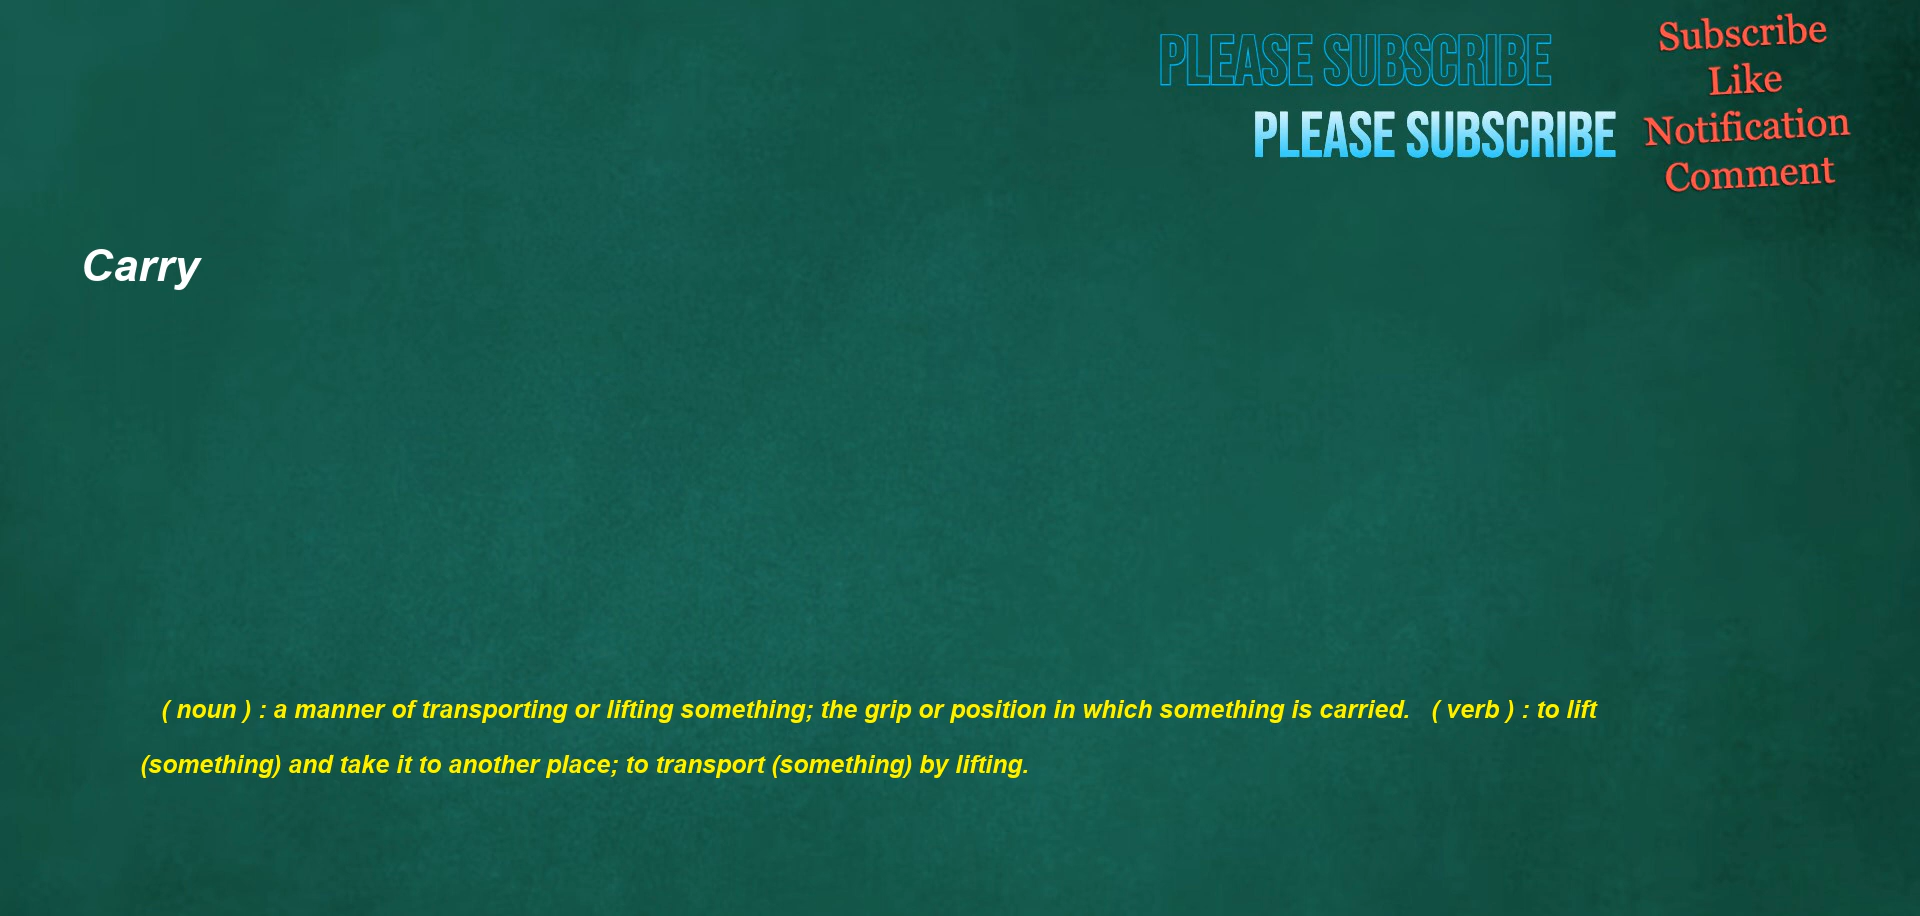 PLEASE SUBSCRIBE
PLEASE SUBSCRIBE
Subscribe
Like
Notification
Comment
Carry
( noun ) : a manner of transporting or lifting something; the grip or position in which something is carried.   ( verb ) : to lift
(something) and take it to another place; to transport (something) by lifting.